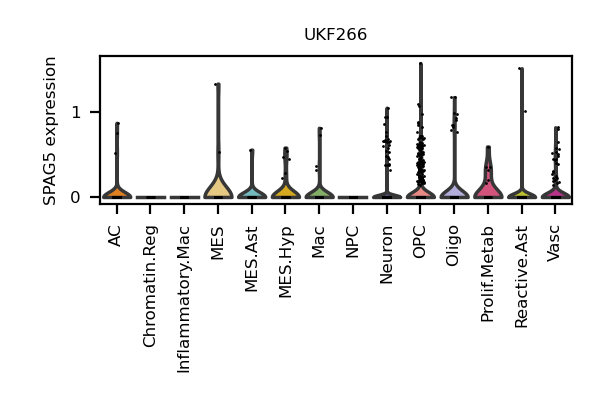 UKF266
SPAG5 expression
1
0
AC
Chromatin.Reg
Inflammatory.Mac
MES
MES.Ast
MES.Hyp
Mac
NPC
Neuron
OPC
Oligo
Prolif.Metab
Reactive.Ast
Vasc